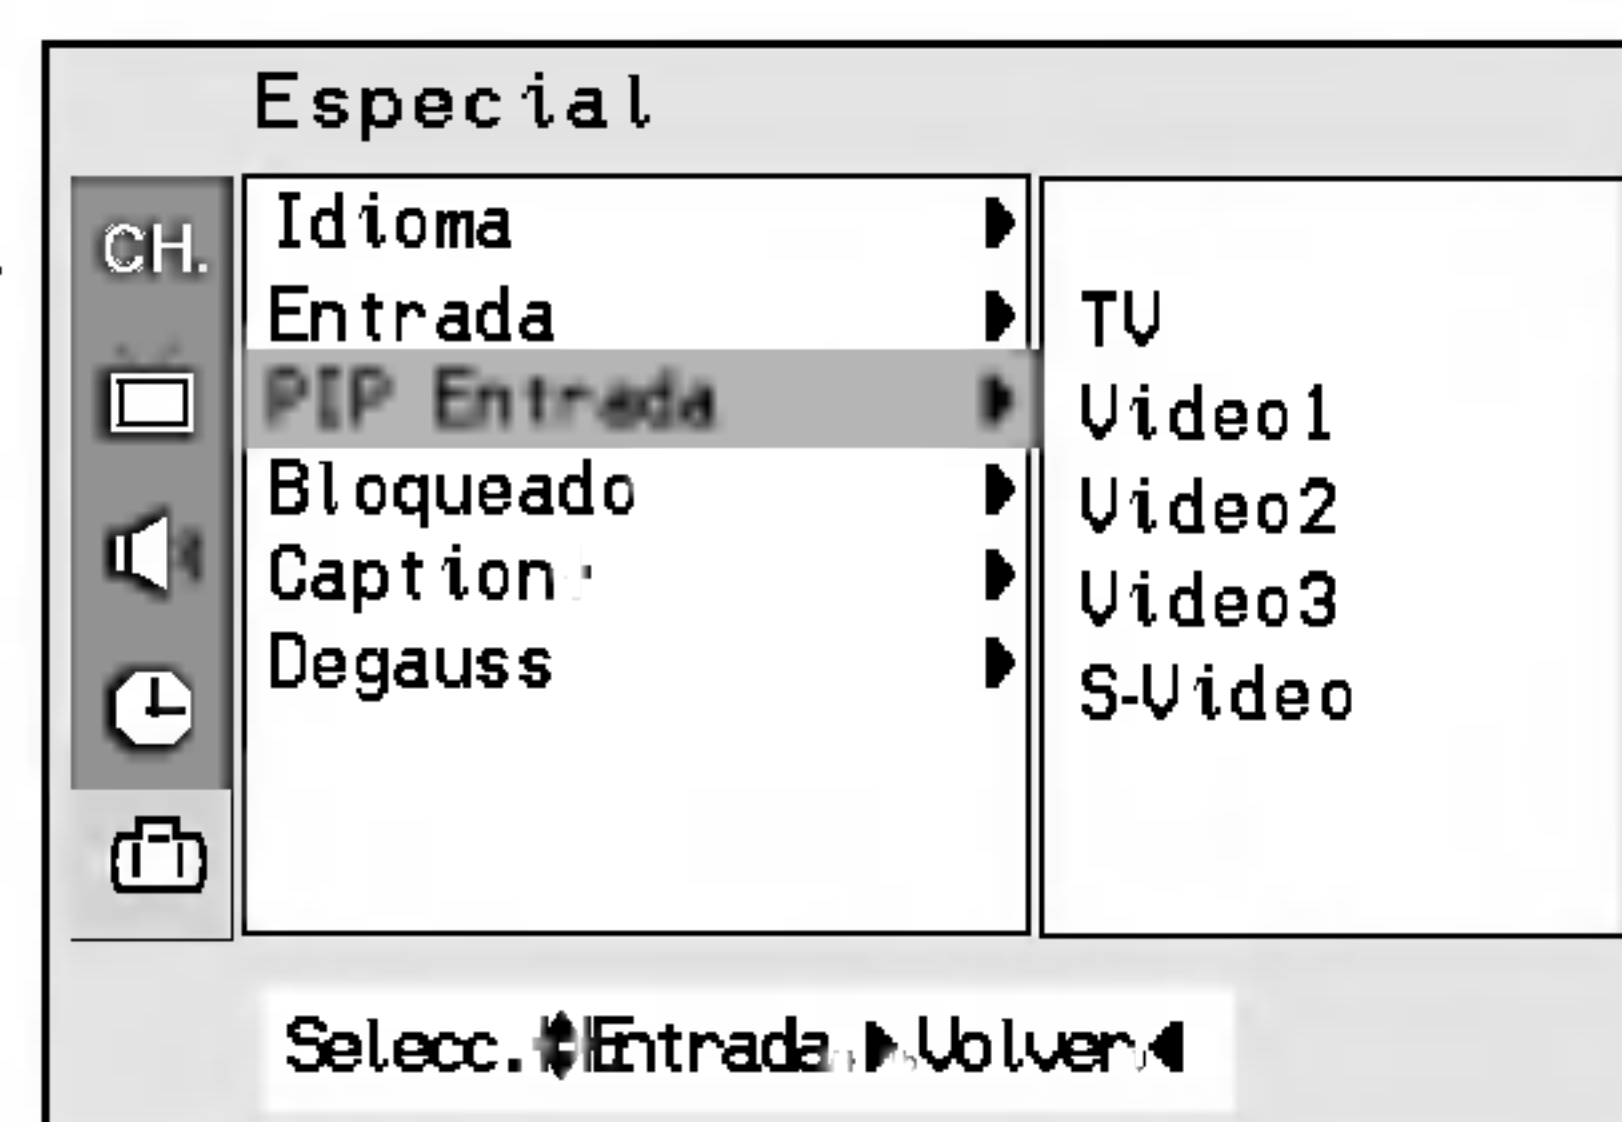 Especial
CH.
Idioma
Entrada
PIP Entrada
Bloqueado
Caption
Degauss
TV
Video1
Video2
Video3
S-Video
Selecc. Entrada Volver